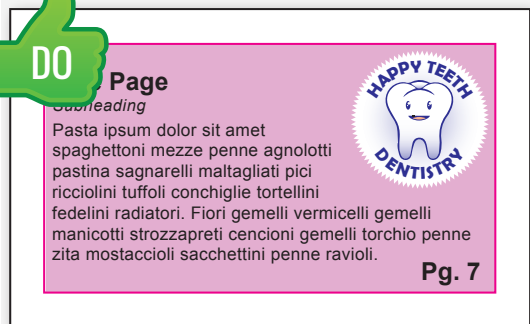 DO
Page
Subheading
HAPPY TEETH
DENTISTRY
Pasta ipsum dolor sit amet
spaghettoni mezze penne agnolotti
pastina sagnarelli maltagliati pici
ricciolini tuffoli conchiglie tortellini
fedelini radiatori. Fiori gemelli vermicelli gemelli
manicotti strozzapreti cencioni gemelli torchio penne
zita mostaccioli sacchettini penne ravioli.
Pg. 7